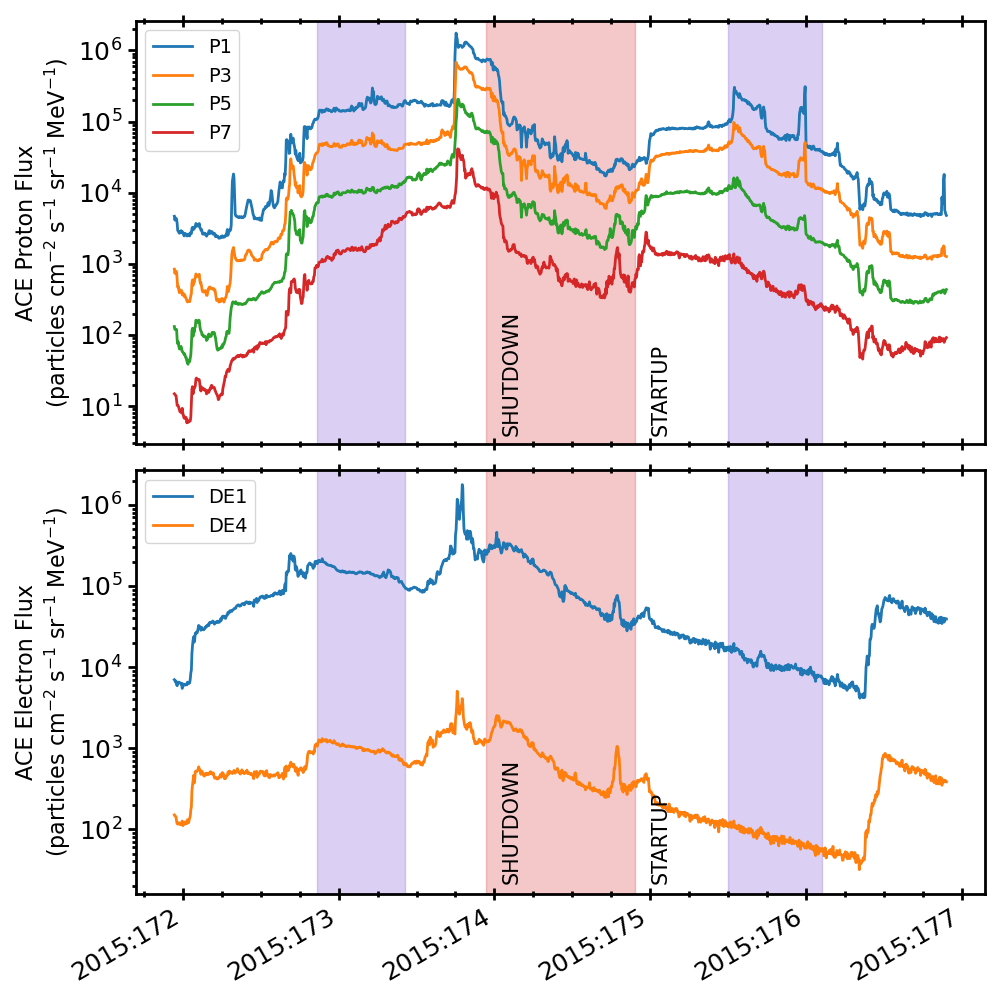 ACE Proton Flux
(particles cm⁻² s⁻¹ sr⁻¹ MeV⁻¹)
10⁶
10⁵
10⁴
10³
10²
10¹
P1
P3
P5
P7
SHUTDOWN
STARTUP
ACE Electron Flux
(particles cm⁻² s⁻¹ sr⁻¹ MeV⁻¹)
10⁶
10⁵
10⁴
10³
10²
DE1
DE4
SHUTDOWN
STARTUP
2015:172
2015:173
2015:174
2015:175
2015:176
2015:177